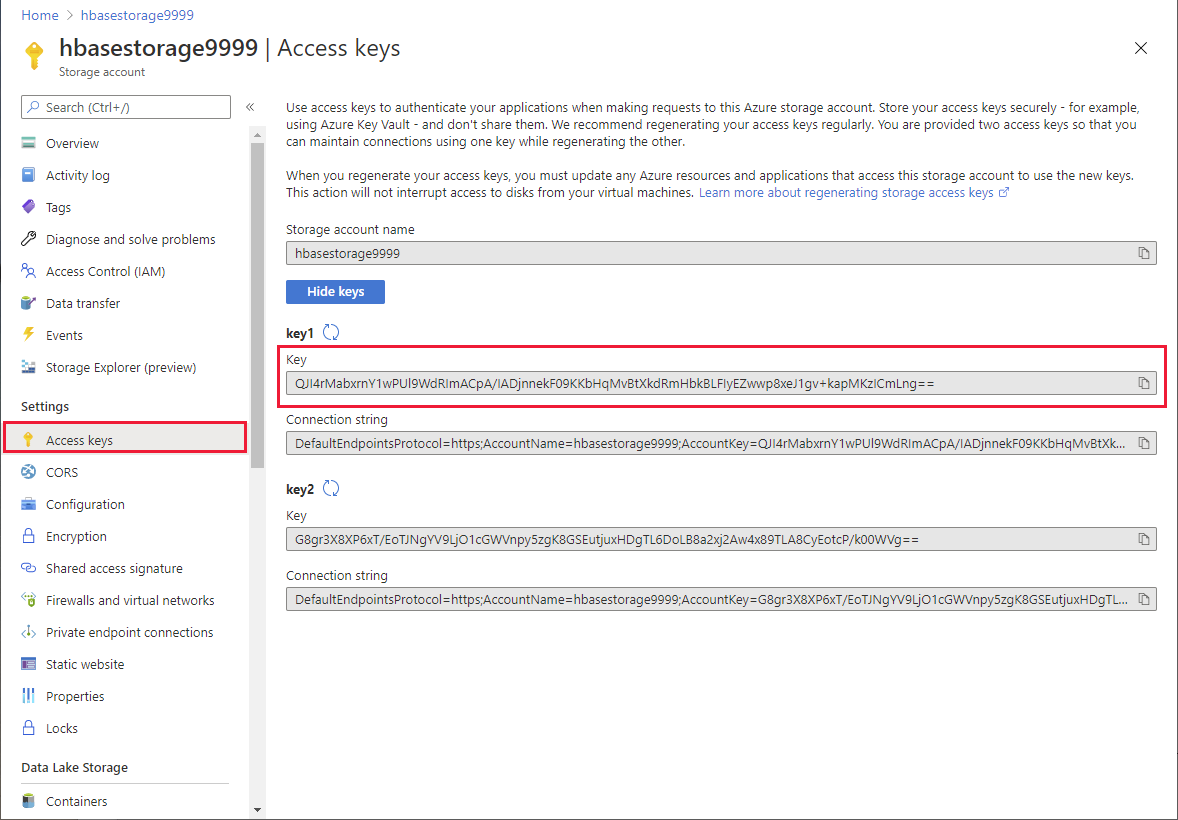 Home > hbasestorage9999
hbasestorage9999 | Access keys
Storage account
Search (Ctrl+/)
«
Overview
Activity log
Tags
Diagnose and solve problems
Access Control (IAM)
Data transfer
Events
Storage Explorer (preview)
Settings
Access keys
CORS
Configuration
Encryption
Shared access signature
Firewalls and virtual networks
Private endpoint connections
Static website
Properties
Locks
Data Lake Storage
Containers
Use access keys to authenticate your applications when making requests to this Azure storage account. Store your access keys securely - for example,
using Azure Key Vault - and don't share them. We recommend regenerating your access keys regularly. You are provided two access keys so that you
can maintain connections using one key while regenerating the other.
When you regenerate your access keys, you must update any Azure resources and applications that access this storage account to use the new keys.
This action will not interrupt access to disks from your virtual machines. Learn more about regenerating storage access keys
Storage account name
hbasestorage9999
Hide keys
key1
Key
QJI4rMabxrnY1wPUl9WdRImACpA/IADjnnekF09KKbHqMvBtXkdRmHbkBLFIyEZwwp8xeJ1gv+kapMKzICmLng==
Connection string
DefaultEndpointsProtocol=https;AccountName=hbasestorage9999;AccountKey=QJI4rMabxrnY1wPUl9WdRImACpA/IADjnnekF09KKbHqMvBtXk...
key2
Key
G8gr3X8XP6xT/EoTJNgYV9LjO1cGWVnpy5zgK8GSEutjuxHDgTL6DoLB8a2xj2Aw4x89TLA8CyEotcP/k00WVg==
Connection string
DefaultEndpointsProtocol=https;AccountName=hbasestorage9999;AccountKey=G8gr3X8XP6xT/EoTJNgYV9LjO1cGWVnpy5zgK8GSEutjuxHDgTL...